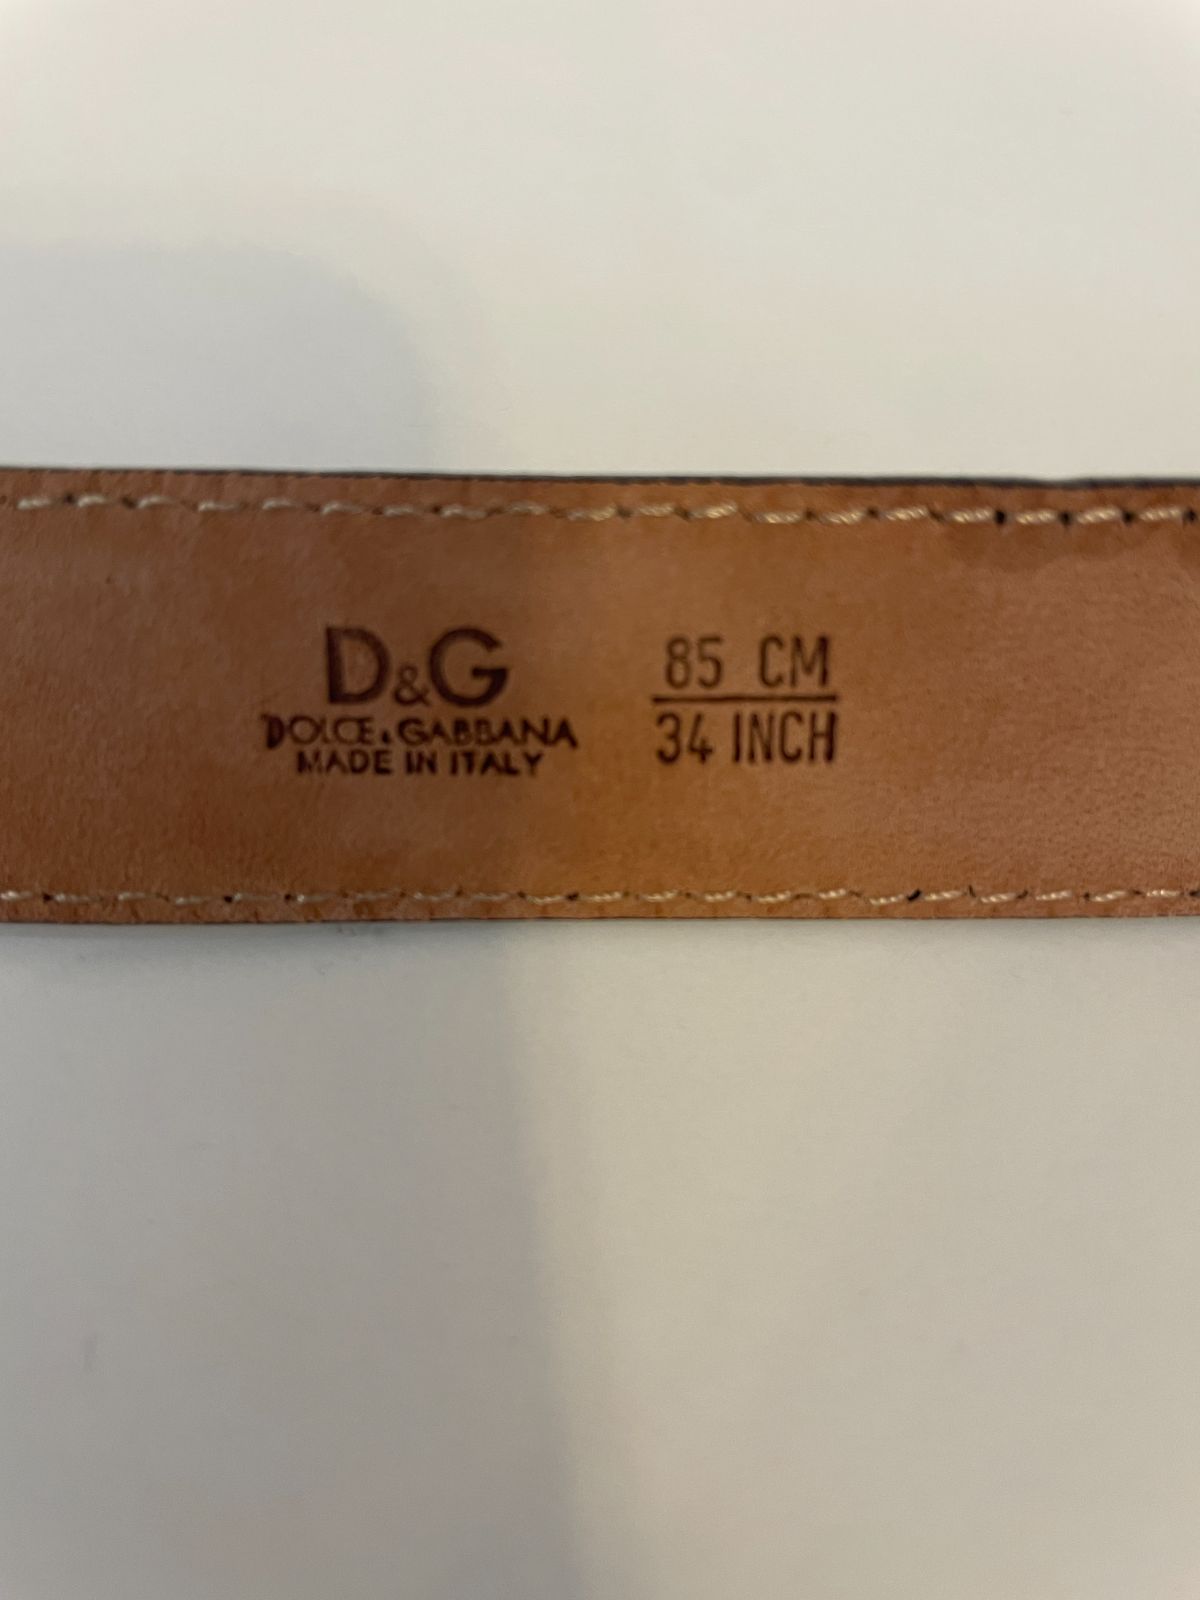 D&G
DOLCE & GABBANA
MADE IN ITALY
85 CM
34 INCH